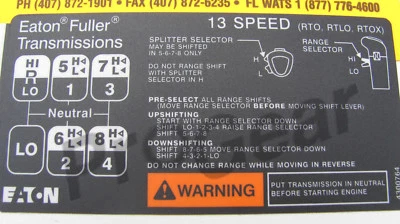 PH (407) 872-1901 • FAX (407) 872-6235 • FL WATS 1 (877) 776-4600
Eaton® Fuller®
Transmissions
13 SPEED (RTO, RTLO, RTOX)
SPLITTER SELECTOR
MAY BE SHIFTED
IN 5-6-7-8 ONLY
DO NOT RANGE SHIFT
WITH SPLITTER
SELECTOR IN H
H
L
RANGE
SELECTOR
HI
LO
HI
R
LO
5 H
L
1
7 H
L
3
Neutral
LO
6 H
L
2
8 H
L
4
PRE-SELECT ALL RANGE SHIFTS
(MOVE RANGE SELECTOR BEFORE MOVING SHIFT LEVER)
UPSHIFTING
START WITH RANGE SELECTOR DOWN
SHIFT LO-1-2-3-4 RAISE RANGE SELECTOR
SHIFT 5-6-7-8
DOWNSHIFTING
SHIFT 8-7-6-5 MOVE RANGE SELECTOR DOWN
SHIFT 4-3-2-1-LO
DO NOT CHANGE RANGE WHILE MOVING IN REVERSE
EATON
WARNING
PUT TRANSMISSION IN NEUTRAL
BEFORE STARTING ENGINE
4300764